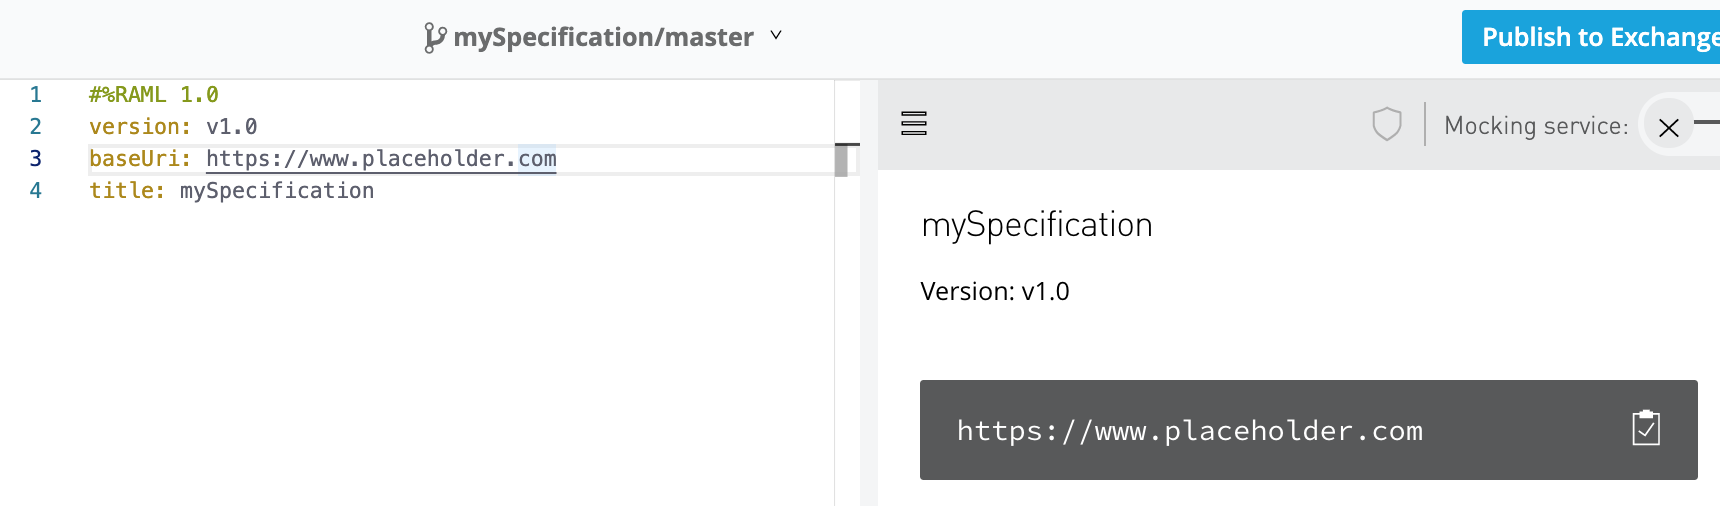 mySpecification/master
Publish to Exchange
1 #%RAML 1.0
2 version: v1.0
3 baseUri: https://www.placeholder.com
4 title: mySpecification
Mocking service:
mySpecification
Version: v1.0
https://www.placeholder.com